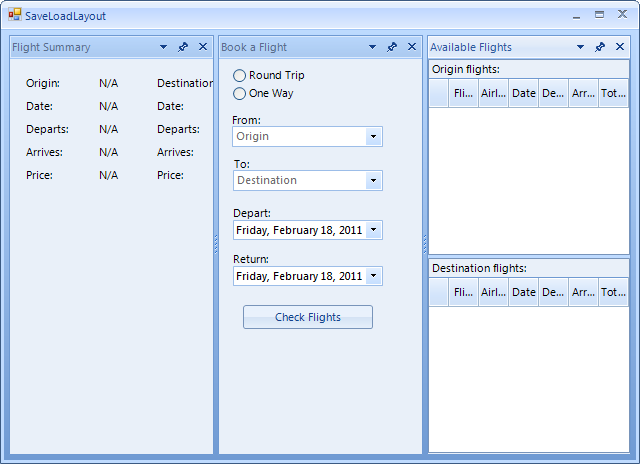 SaveLoadLayout
Flight Summary
Origin: N/A Destination
Date: N/A Date:
Departs: N/A Departs:
Arrives: N/A Arrives:
Price: N/A Price:
Book a Flight
Round Trip
One Way
From:
Origin
To:
Destination
Depart:
Friday, February 18, 2011
Return:
Friday, February 18, 2011
Check Flights
Available Flights
Origin flights:
Fli... Airl... Date De... Arr... Tot...
Destination flights:
Fli... Airl... Date De... Arr... Tot...